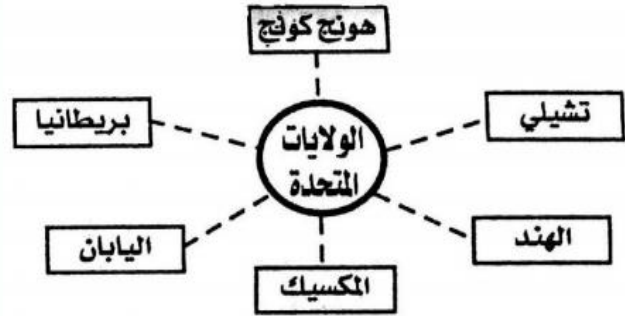 هونج كونج
تشيلي
بريطانيا
الولايات
المتحدة
الهند
اليابان
المكسيك